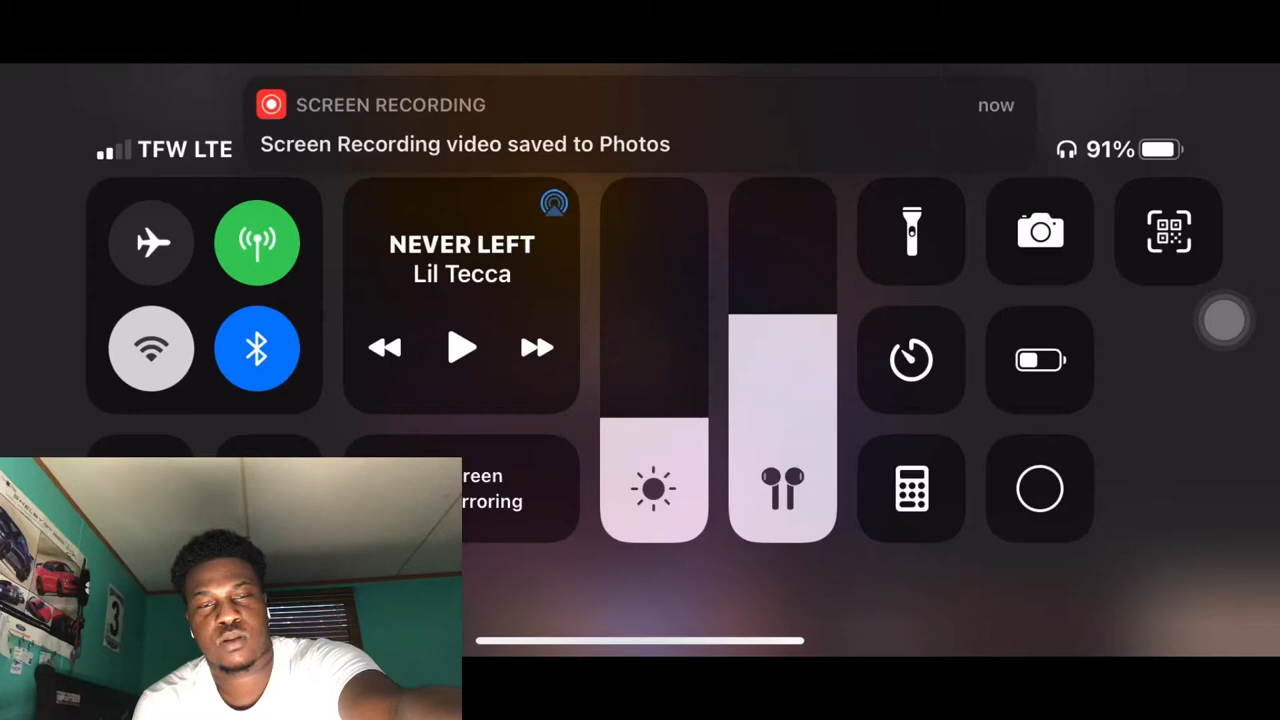 SCREEN RECORDING
now
Screen Recording video saved to Photos
TFW LTE
91%
NEVER LEFT
Lil Tecca
reen
rroring
3